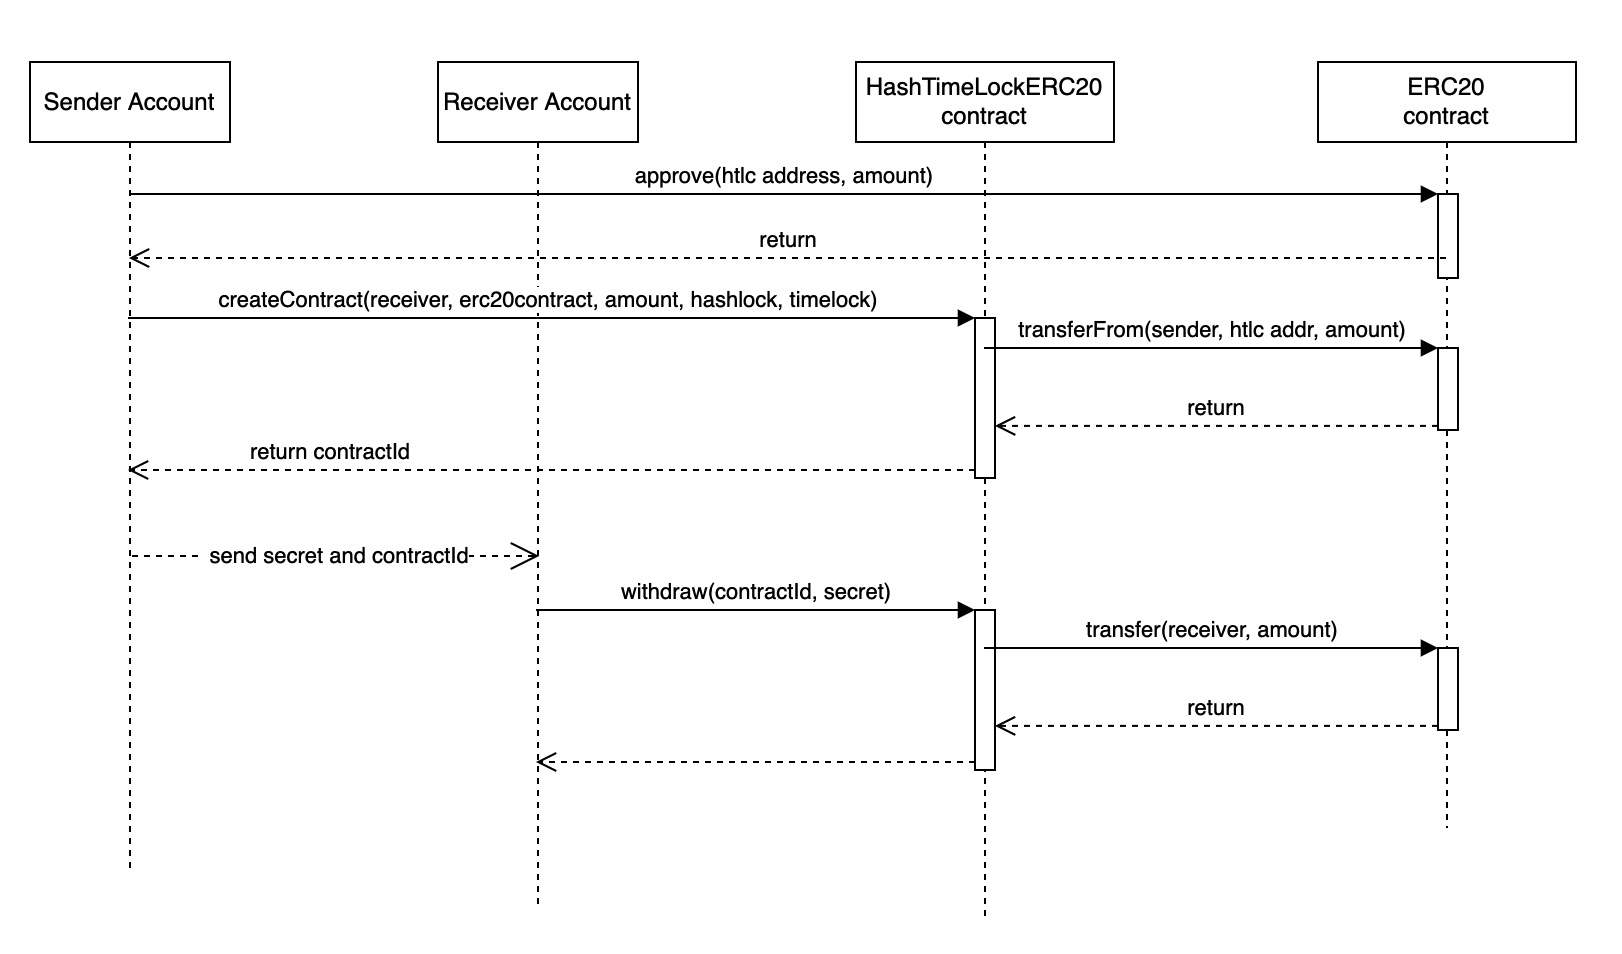 Sender Account
Receiver Account
HashTimeLockERC20
contract
ERC20
contract
approve(htlc address, amount)
return
createContract(receiver, erc20contract, amount, hashlock, timelock)
transferFrom(sender, htlc addr, amount)
return
return contractId
send secret and contractId
withdraw(contractId, secret)
transfer(receiver, amount)
return